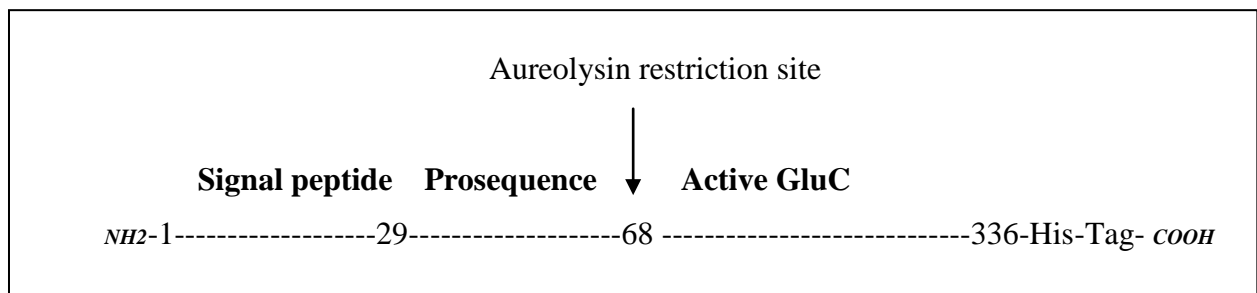 Aureolysin restriction site
Signal peptide Prosequence Active GluC
NH2-1-------------------29--------------------68 -----------------------------336-His-Tag- COOH